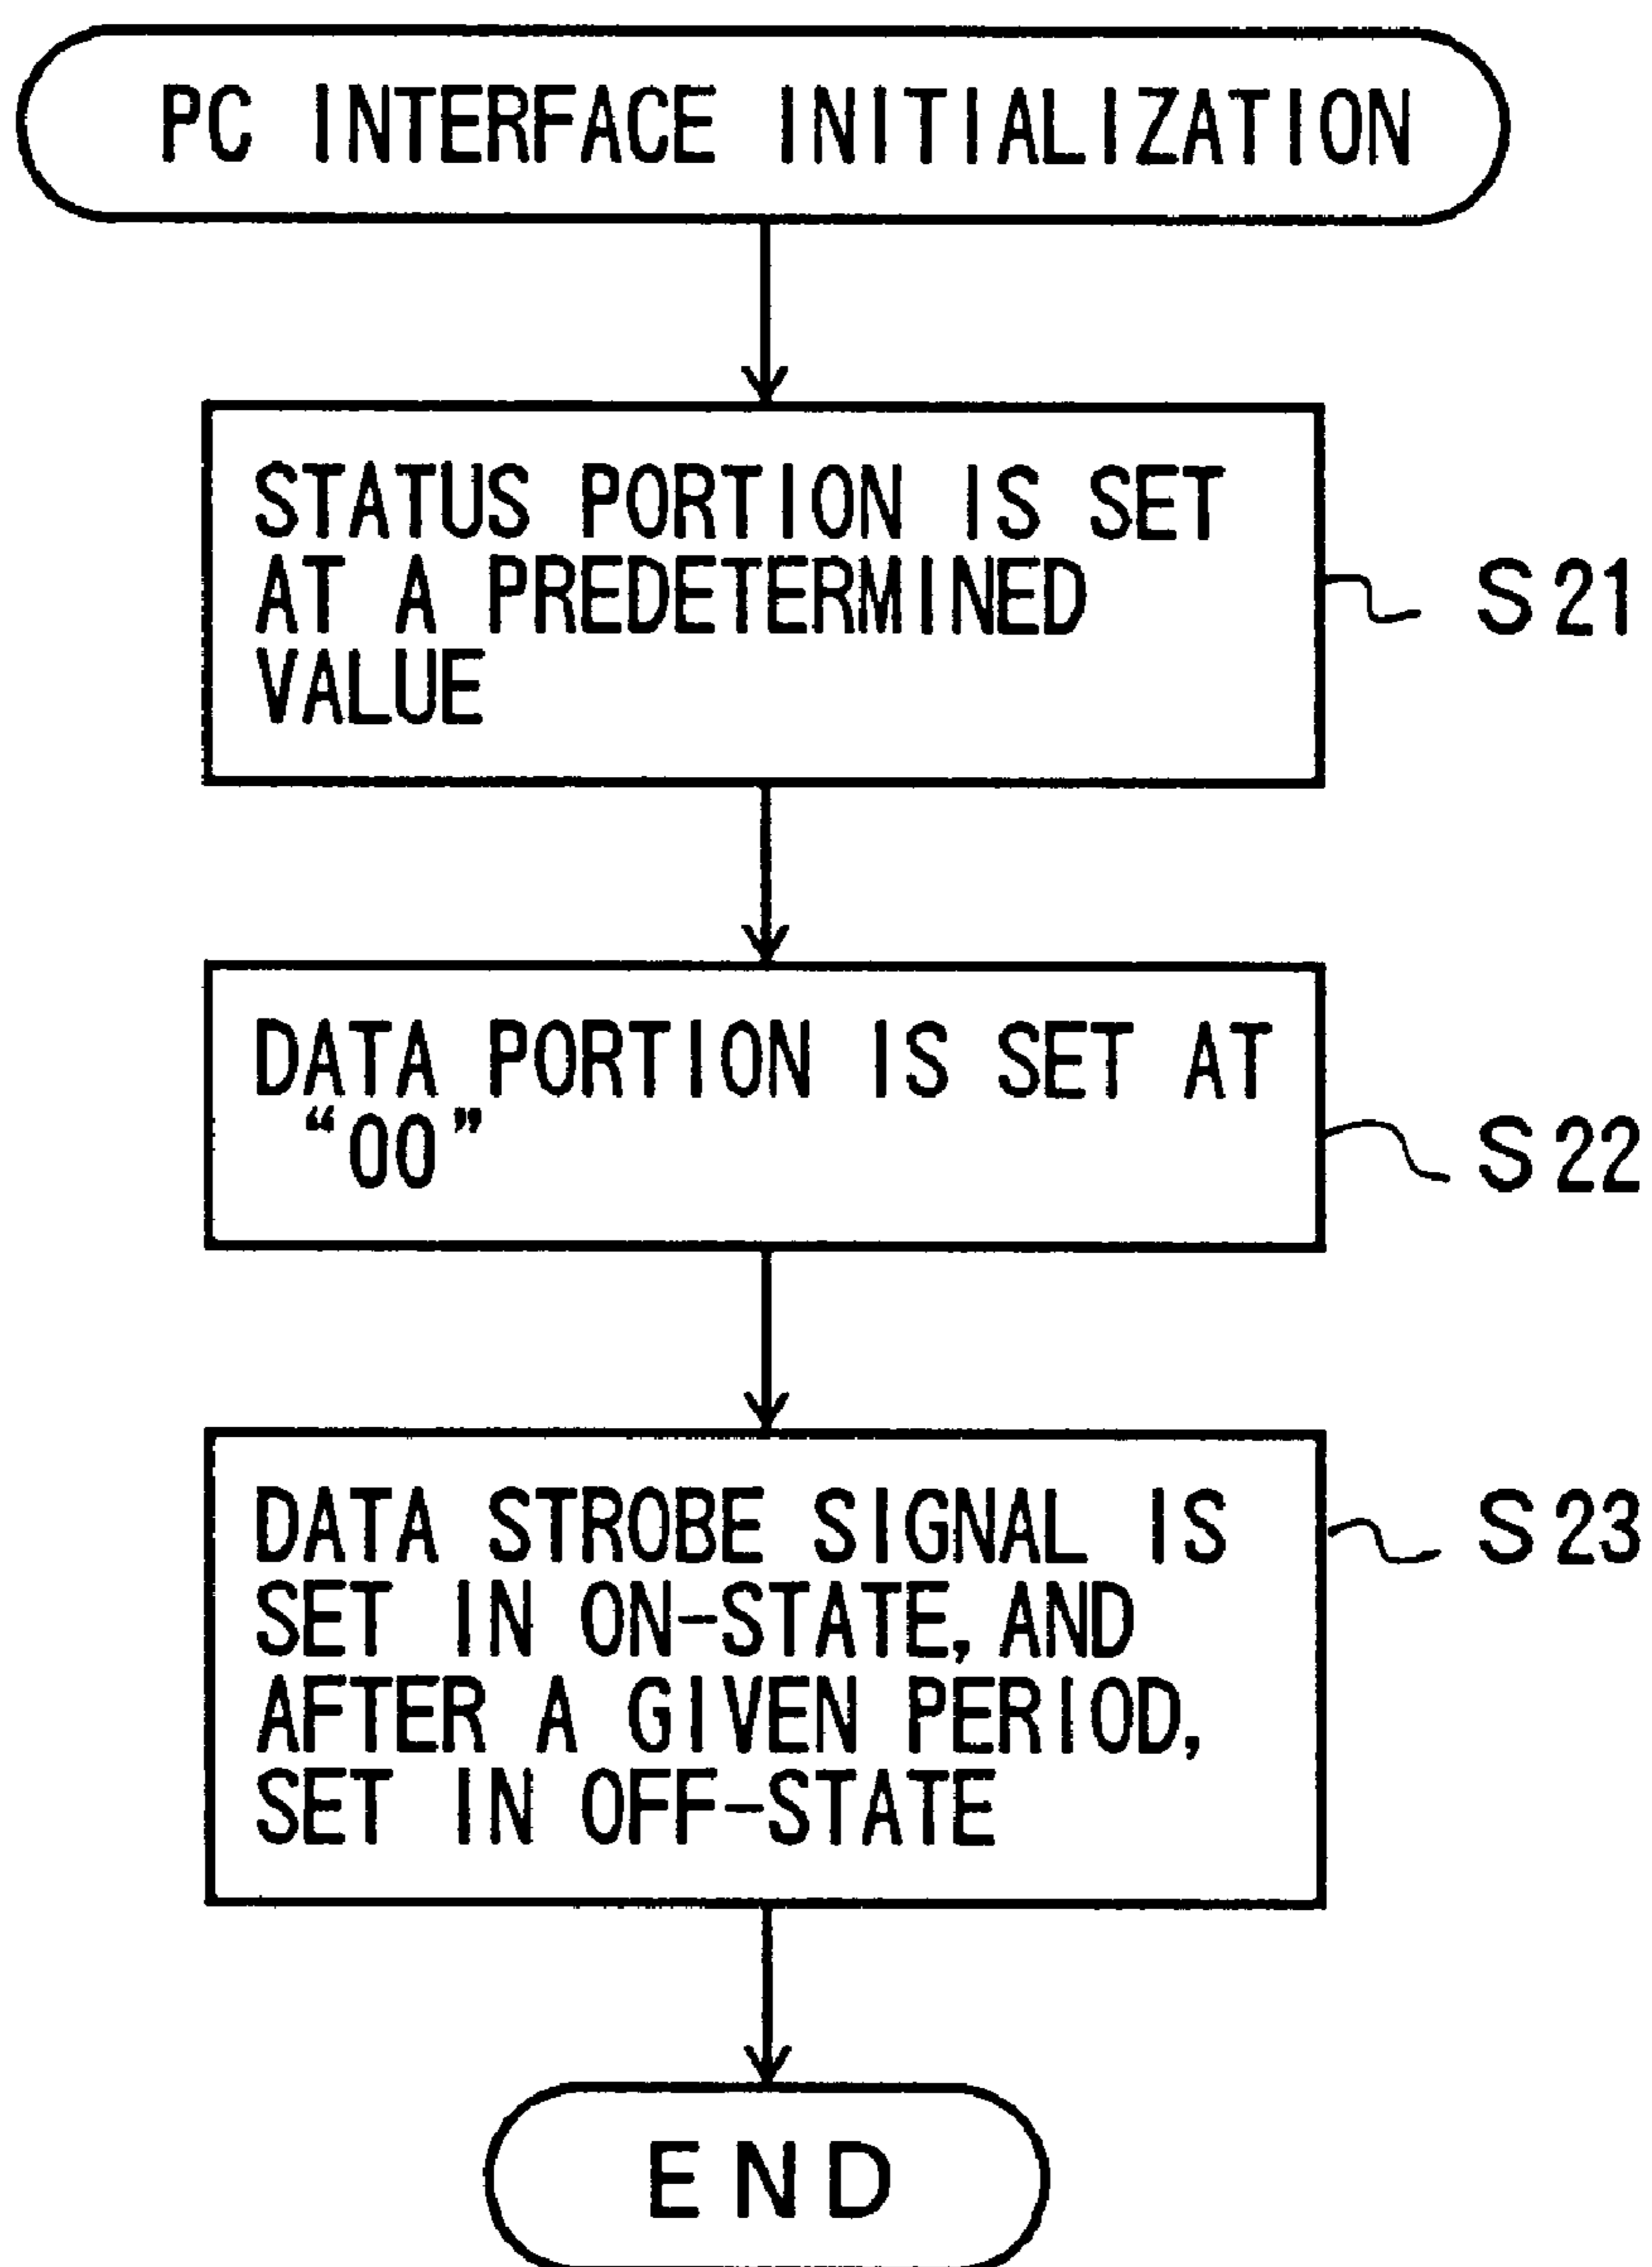 PC INTERFACE INITIALIZATION
STATUS PORTION IS SET
AT A PREDETERMINED
VALUE
S21
DATA PORTION IS SET AT
“00”
S22
DATA STROBE SIGNAL IS
SET IN ON-STATE, AND
AFTER A GIVEN PERIOD,
SET IN OFF-STATE
S23
END